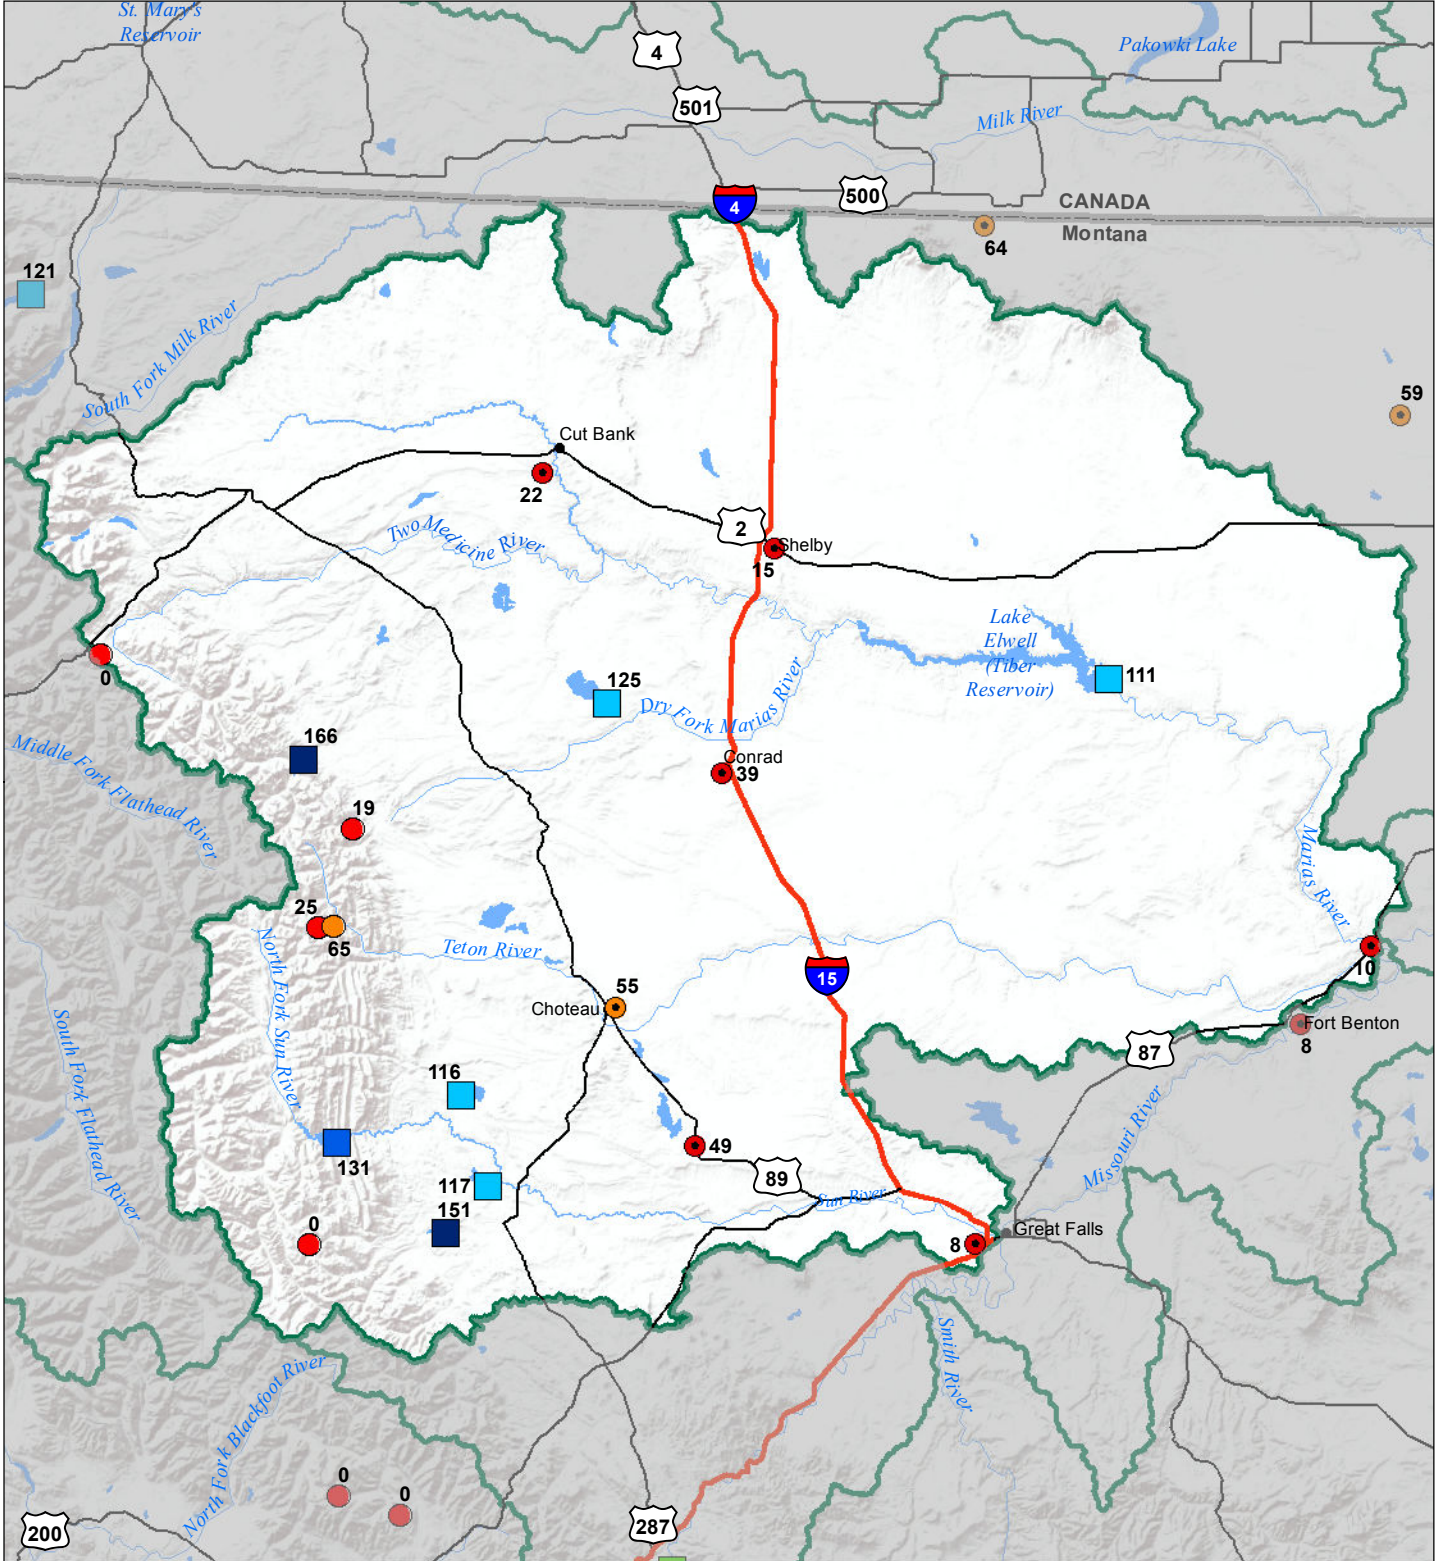 St. Mary's
Reservoir
4
Pakowki Lake
501
Milk River
500
4
CANADA
Montana
64
121
South Fork Milk River
59
Cut Bank
22
2
Two Medicine River
Shelby
15
Lake
Elwell
(Tiber
Reservoir)
0
125
111
Dry Fork Marias River
166
Middle Fork Flathead River
Conrad
39
19
Marias River
25
65
North Fork Sun River
Teton River
10
15
55
Choteau
Fort Benton
8
87
South Fork Flathead River
116
Missouri River
131
49
117
89
Sun River
151
0
8
Great Falls
Smith River
North Fork Blackfoot River
0
0
200
287